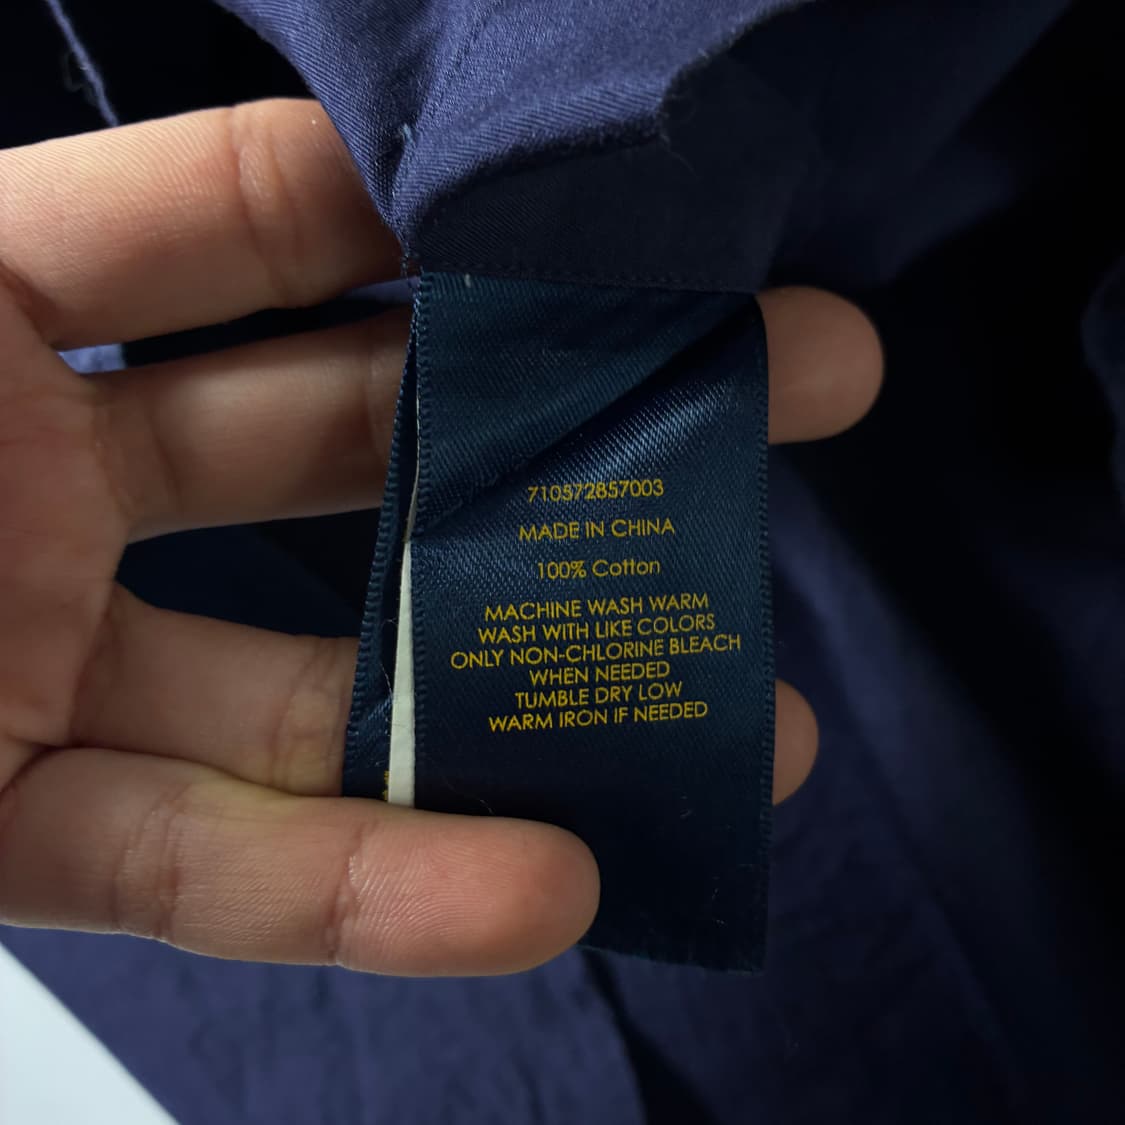 710572857003
MADE IN CHINA
100% Cotton
MACHINE WASH WARM
WASH WITH LIKE COLORS
ONLY NON-CHLORINE BLEACH
WHEN NEEDED
TUMBLE DRY LOW
WARM IRON IF NEEDED